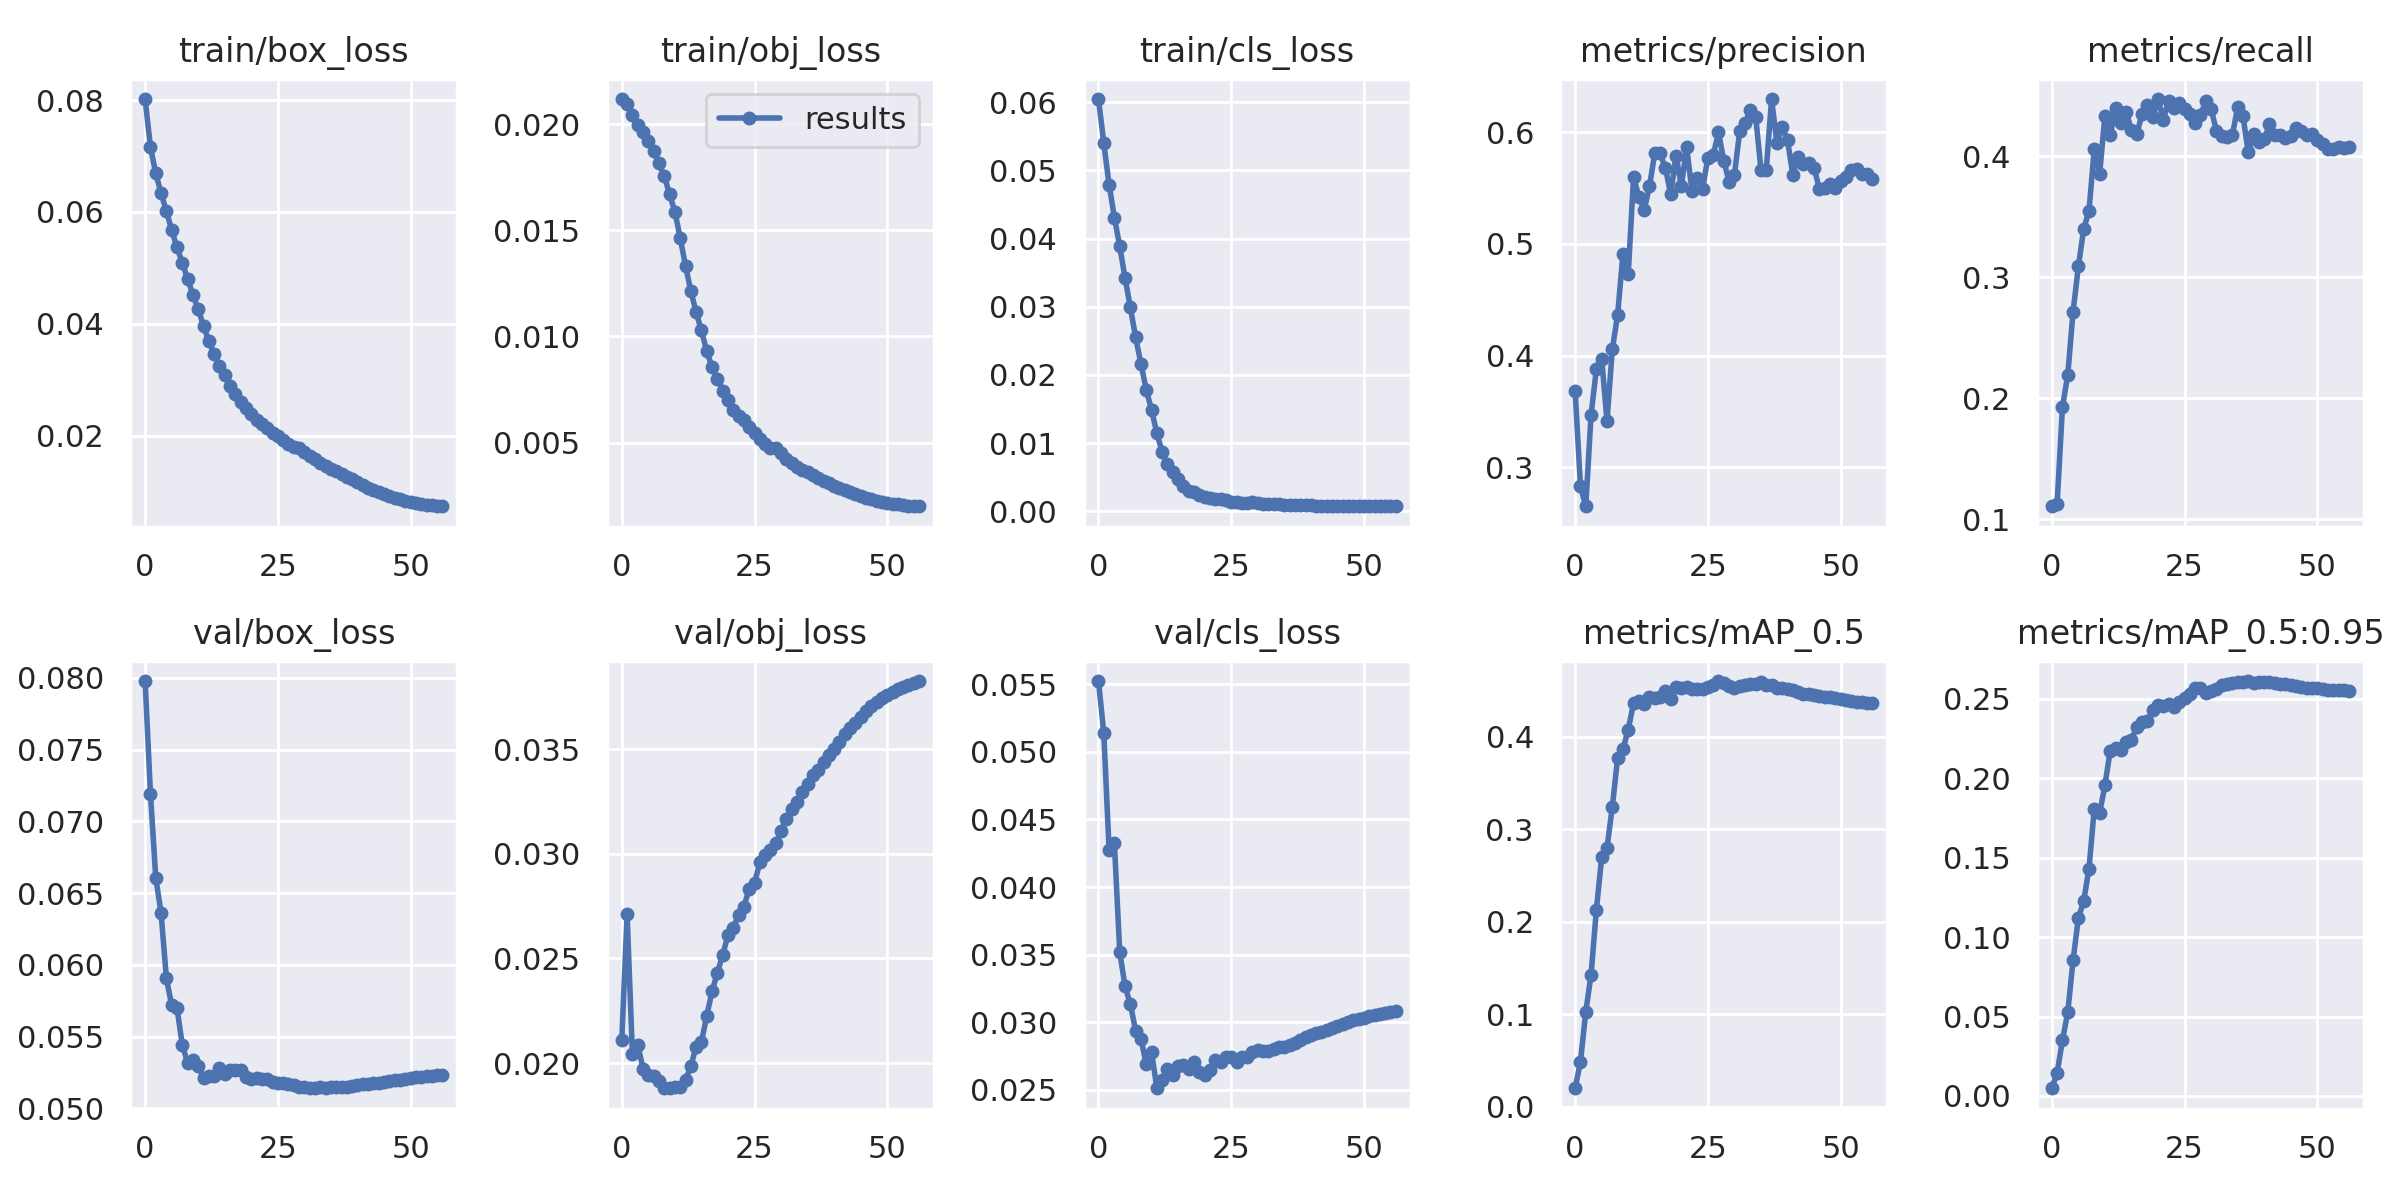 train/box_loss
0.08
0.06
0.04
0.02
0 25 50
train/obj_loss
results
0.020
0.015
0.010
0.005
0 25 50
train/cls_loss
0.06
0.05
0.04
0.03
0.02
0.01
0.00
0 25 50
metrics/precision
0.6
0.5
0.4
0.3
0 25 50
metrics/recall
0.4
0.3
0.2
0.1
0 25 50
val/box_loss
0.080
0.075
0.070
0.065
0.060
0.055
0.050
0 25 50
val/obj_loss
0.035
0.030
0.025
0.020
0 25 50
val/cls_loss
0.055
0.050
0.045
0.040
0.035
0.030
0.025
0 25 50
metrics/mAP_0.5
0.4
0.3
0.2
0.1
0.0
0 25 50
metrics/mAP_0.5:0.95
0.25
0.20
0.15
0.10
0.05
0.00
0 25 50